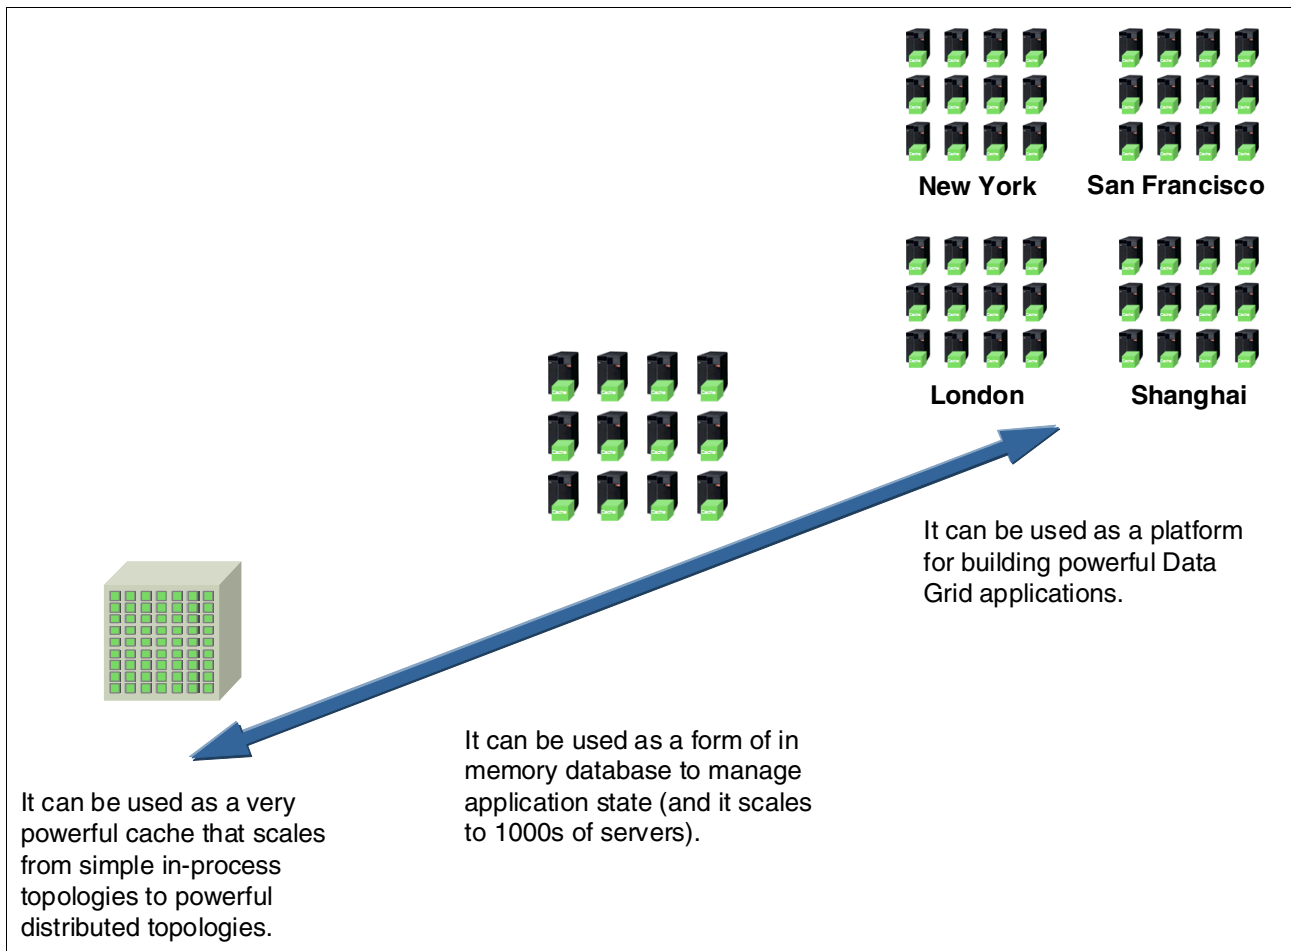 New York
San Francisco
London
Shanghai
It can be used as a platform
for building powerful Data
Grid applications.
It can be used as a form of in
memory database to manage
application state (and it scales
to 1000s of servers).
It can be used as a very
powerful cache that scales
from simple in-process
topologies to powerful
distributed topologies.
Cache